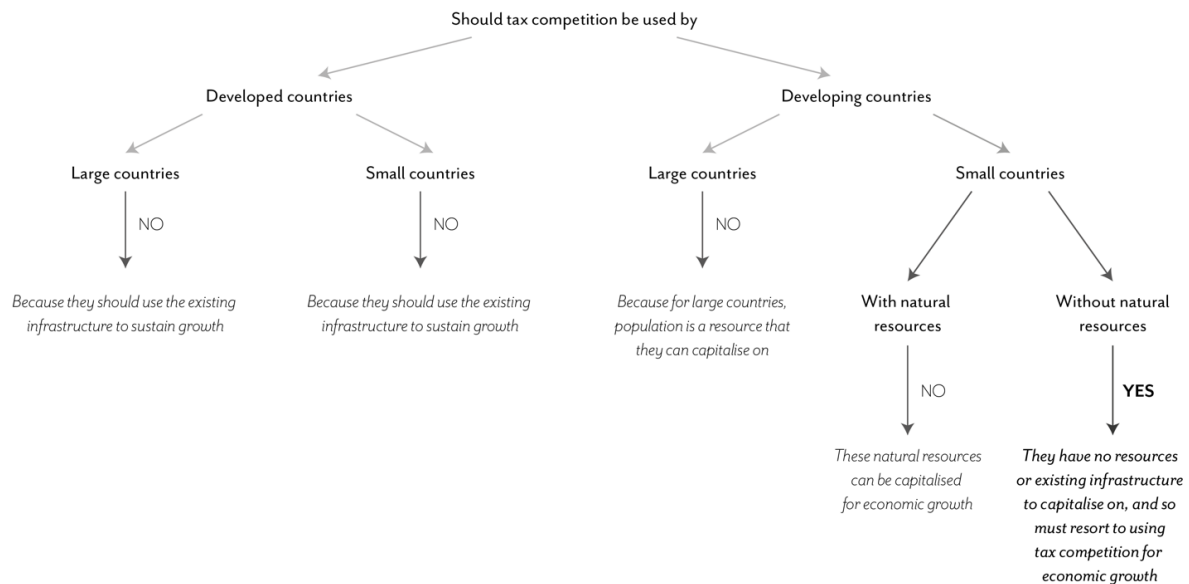 Should tax competition be used by
Developed countries
Developing countries
Large countries
Small countries
Large countries
Small countries
NO
NO
NO
Because they should use the existing
infrastructure to sustain growth
Because they should use the existing
infrastructure to sustain growth
Because for large countries,
population is a resource that
they can capitalise on
With natural
resources
Without natural
resources
NO
YES
These natural resources
can be capitalised
for economic growth
They have no resources
or existing infrastructure
to capitalise on, and so
must resort to using
tax competition for
economic growth